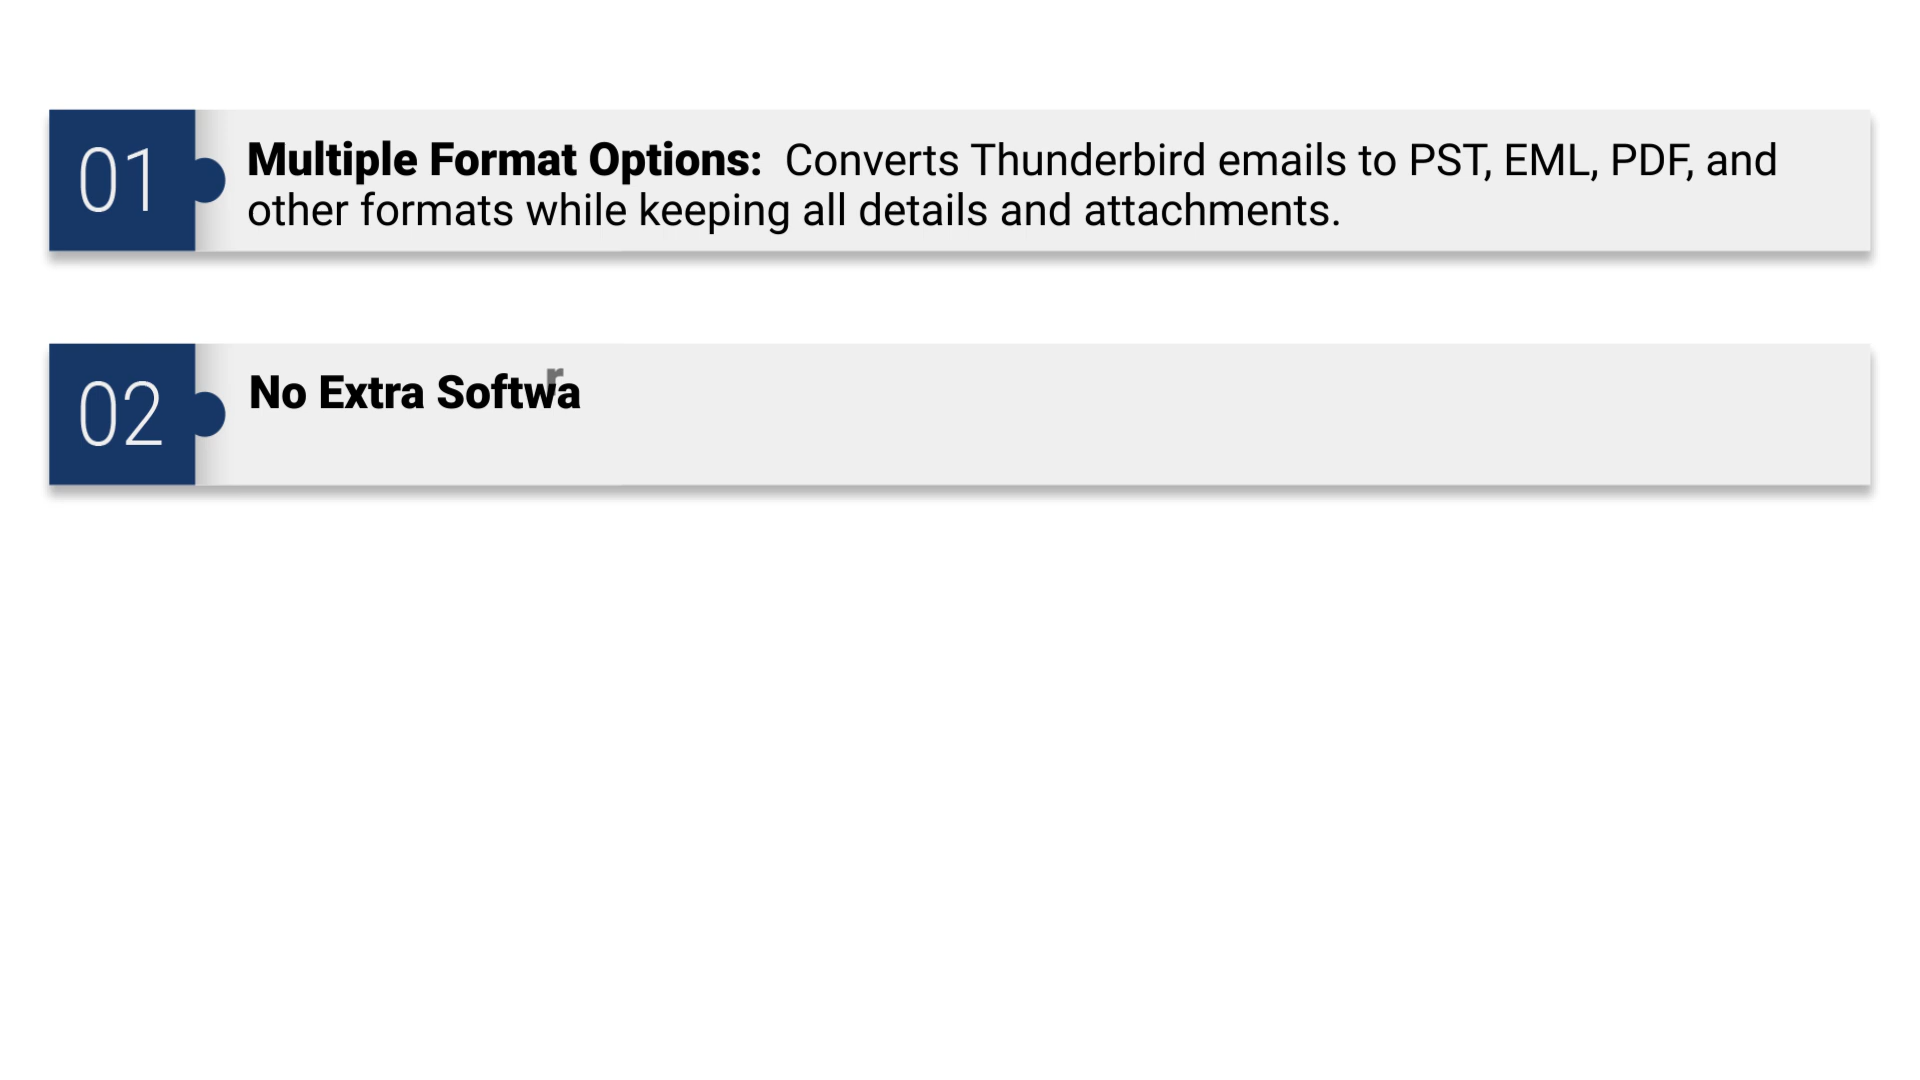 01
Multiple Format Options: Converts Thunderbird emails to PST, EML, PDF, and
other formats while keeping all details and attachments.
02
No Extra Softwar